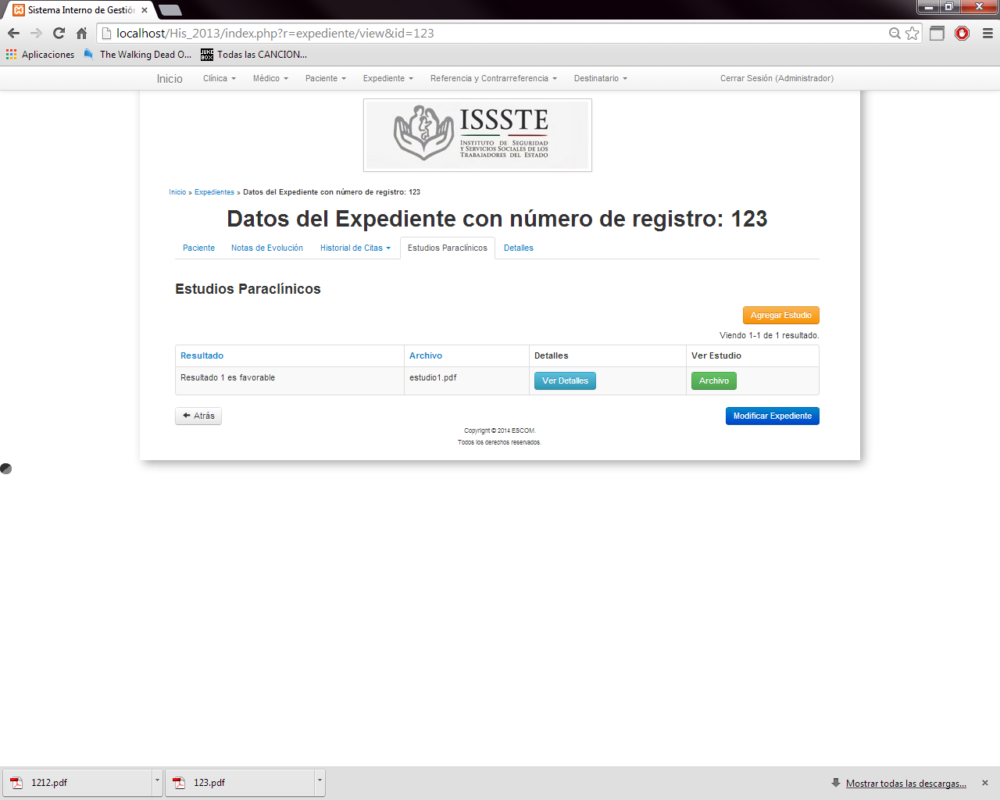 Sistema Interno de Gestión
localhost/His_2013/index.php?r=expediente/view&id=123
Aplicaciones The Walking Dead O... JUKE BOX Todas las CANCION...
Inicio Clínica Médico Paciente Expediente Referencia y Contrarreferencia Destinatario Cerrar Sesión (Administrador)
ISSSTE
INSTITUTO DE SEGURIDAD
Y SERVICIOS SOCIALES DE LOS
TRABAJADORES DEL ESTADO
Inicio » Expedientes » Datos del Expediente con número de registro: 123
Datos del Expediente con número de registro: 123
Paciente Notas de Evolución Historial de Citas Estudios Paraclínicos Detalles
Estudios Paraclínicos
Agregar Estudio
Viendo 1-1 de 1 resultado.
Resultado Archivo Detalles Ver Estudio
Resultado 1 es favorable estudio1.pdf Ver Detalles Archivo
Atrás Modificar Expediente
Copyright © 2014 ESCOM.
Todos los derechos reservados.
1212.pdf 123.pdf Mostrar todas las descargas...